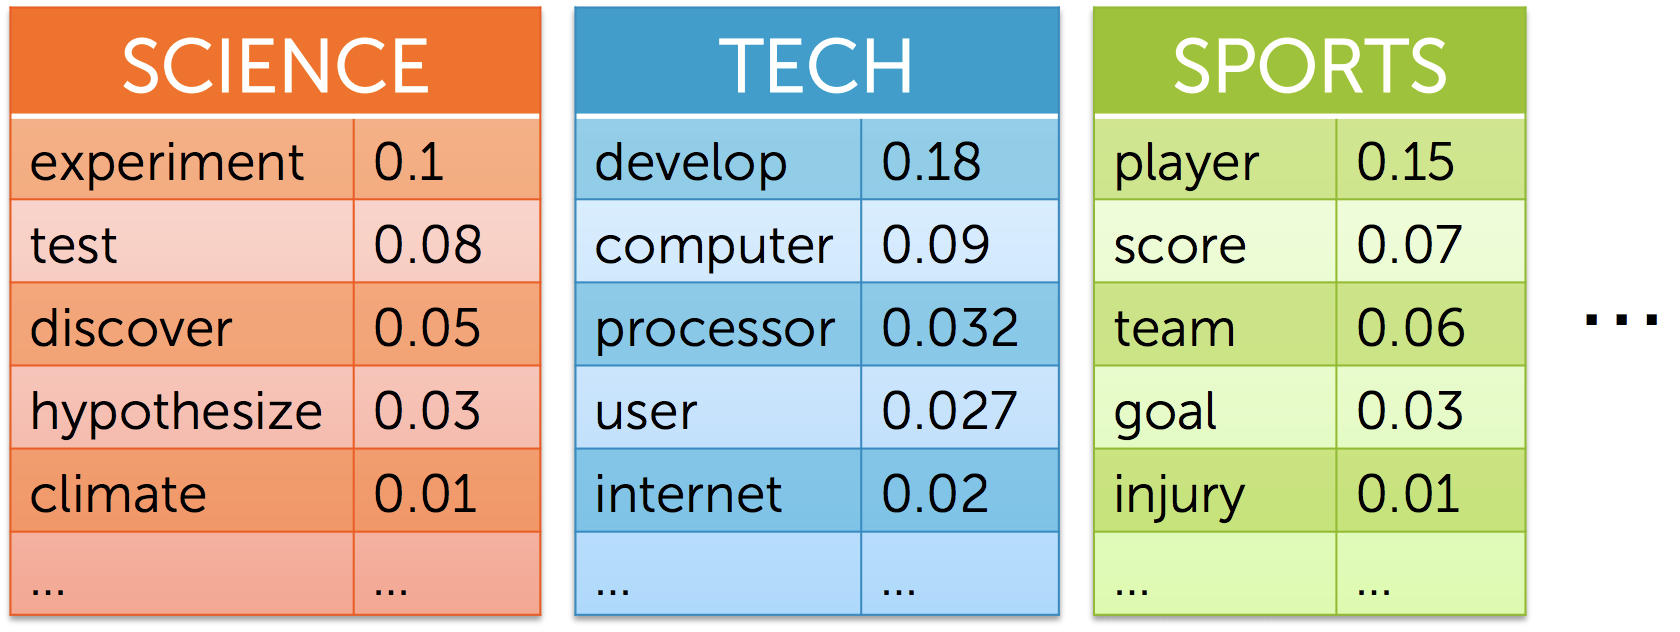 SCIENCE
experiment 0.1
test 0.08
discover 0.05
hypothesize 0.03
climate 0.01
... ...
TECH
develop 0.18
computer 0.09
processor 0.032
user 0.027
internet 0.02
... ...
SPORTS
player 0.15
score 0.07
team 0.06
goal 0.03
injury 0.01
... ...
...